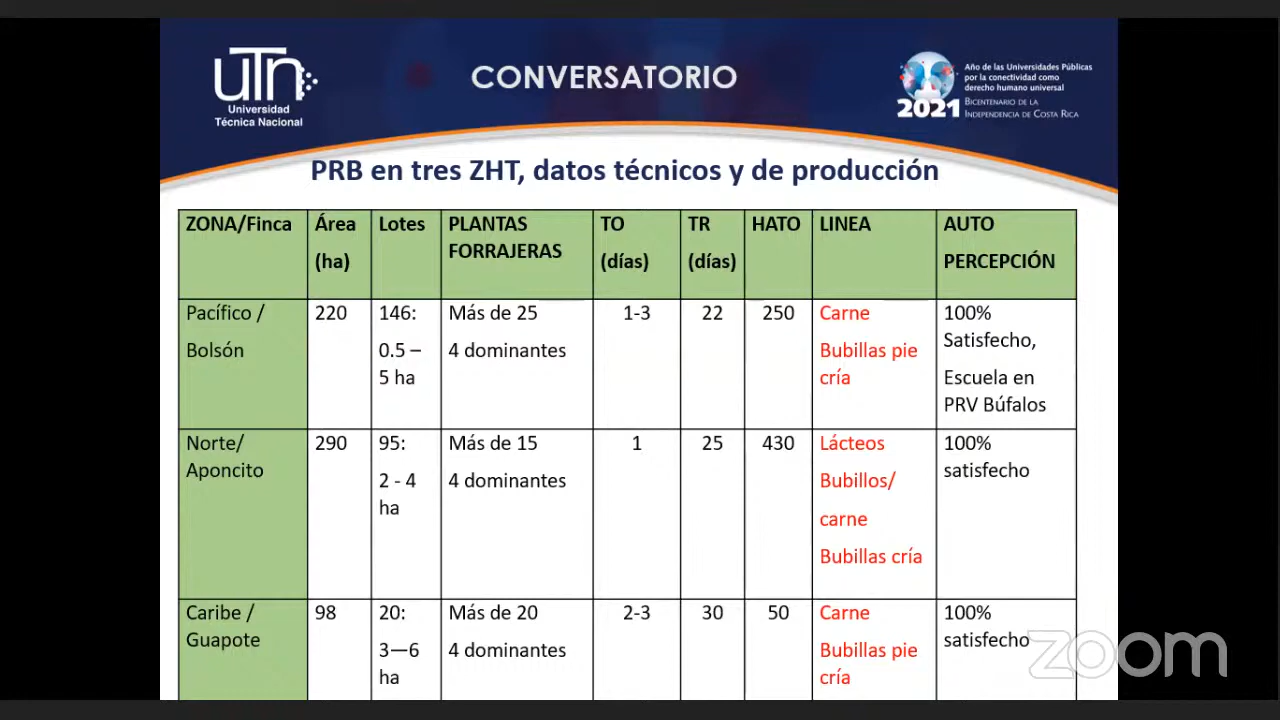 uTn
Universidad
Técnica Nacional
CONVERSATORIO
2021
Año de las Universidades Públicas
por la conectividad como
derecho humano universal
BICENTENARIO DE LA
INDEPENDENCIA DE COSTA RICA
PRB en tres ZHT, datos técnicos y de producción
ZONA/Finca
Área
(ha)
Lotes
PLANTAS
FORRAJERAS
TO
(días)
TR
(días)
HATO
LINEA
AUTO
PERCEPCIÓN
Pacífico /
Bolsón
220
146:
0.5 –
5 ha
Más de 25
4 dominantes
1-3
22
250
Carne
Bubillas pie
cría
100%
Satisfecho,
Escuela en
PRV Búfalos
Norte/
Aponcito
290
95:
2 - 4
ha
Más de 15
4 dominantes
1
25
430
Lácteos
Bubillos/
carne
Bubillas cría
100%
satisfecho
Caribe /
Guapote
98
20:
3—6
ha
Más de 20
4 dominantes
2-3
30
50
Carne
Bubillas pie
cría
100%
satisfecho
zoom